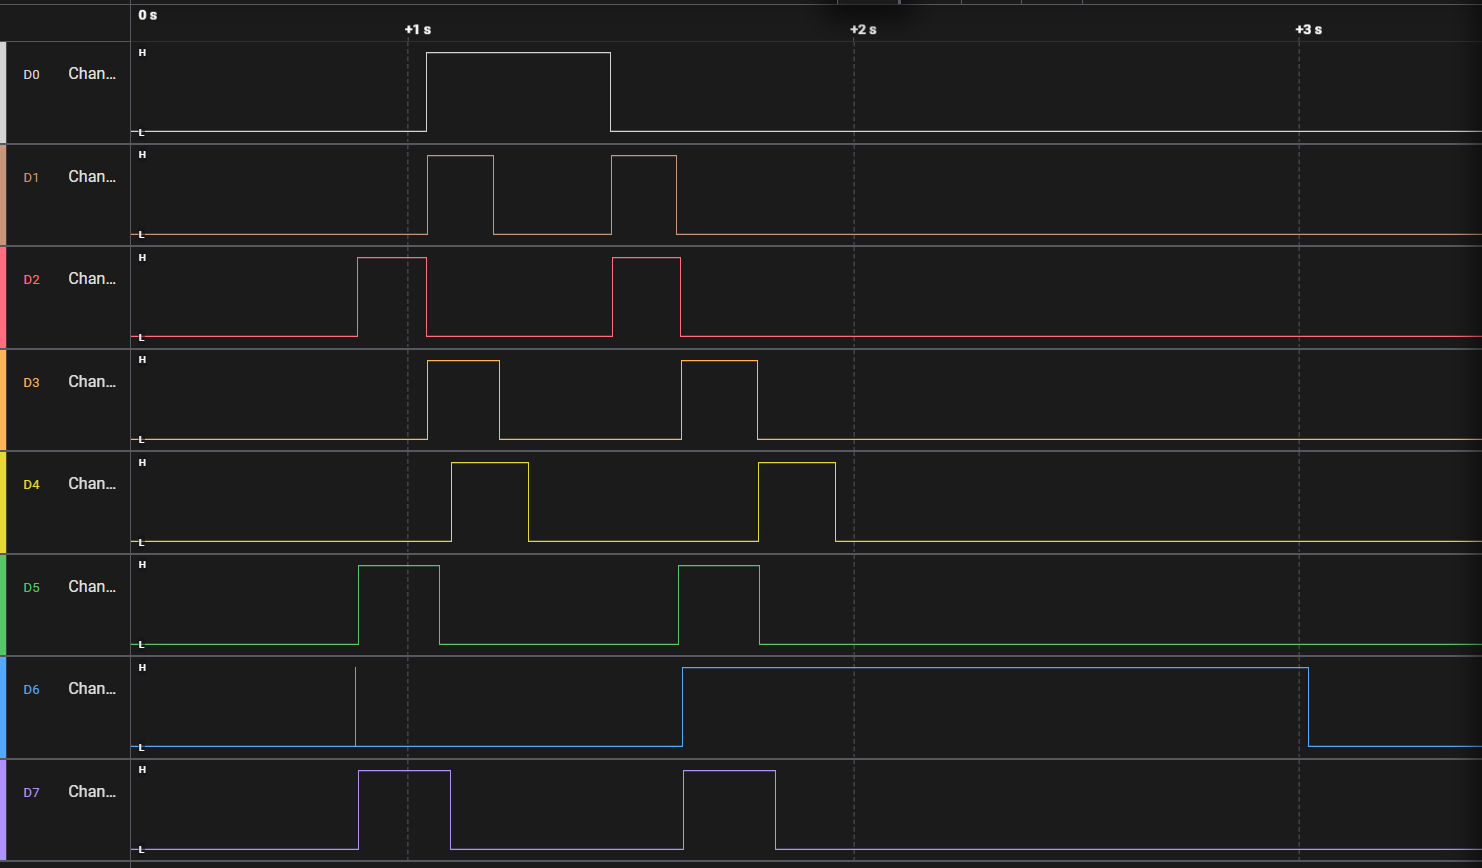 0 s
+1 s +2 s +3 s
H
D0 Chan...
L
H
D1 Chan...
L
H
D2 Chan...
L
H
D3 Chan...
L
H
D4 Chan...
L
H
D5 Chan...
L
H
D6 Chan...
L
H
D7 Chan...
L